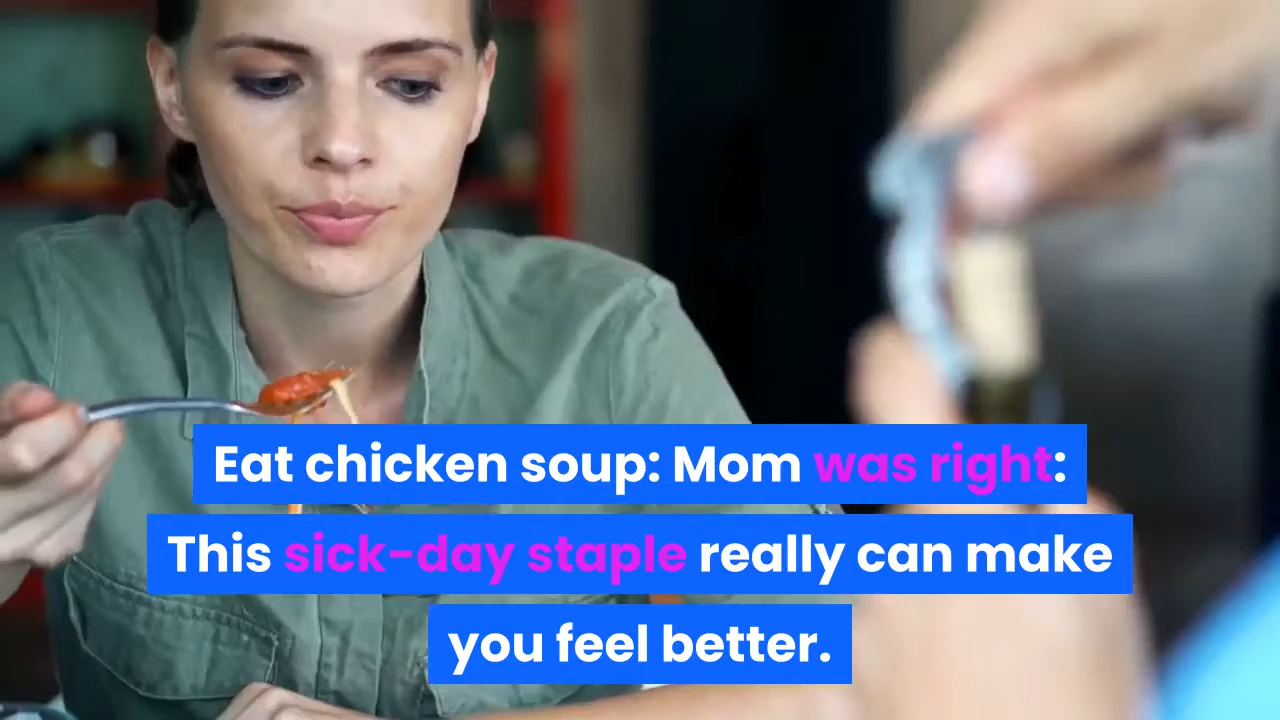 Eat chicken soup: Mom was right:
This sick-day staple really can make
you feel better.